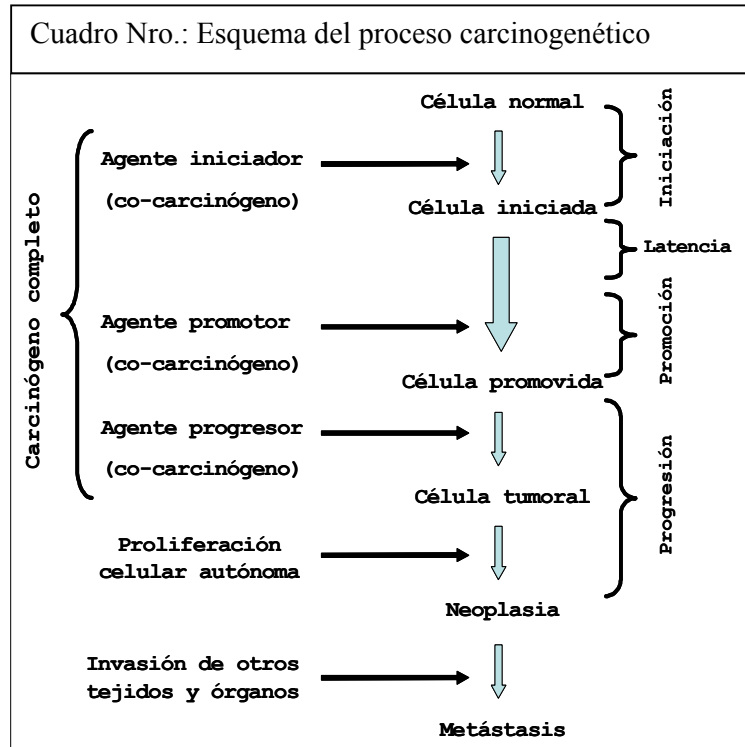 Cuadro Nro.: Esquema del proceso carcinogenético
Célula normal
Iniciación
Agente iniciador
(co-carcinógeno)
Célula iniciada
Latencia
Carcinógeno completo
Agente promotor
(co-carcinógeno)
Promoción
Célula promovida
Agente progresor
(co-carcinógeno)
Progresión
Célula tumoral
Proliferación
celular autónoma
Neoplasia
Invasión de otros
tejidos y órganos
Metástasis